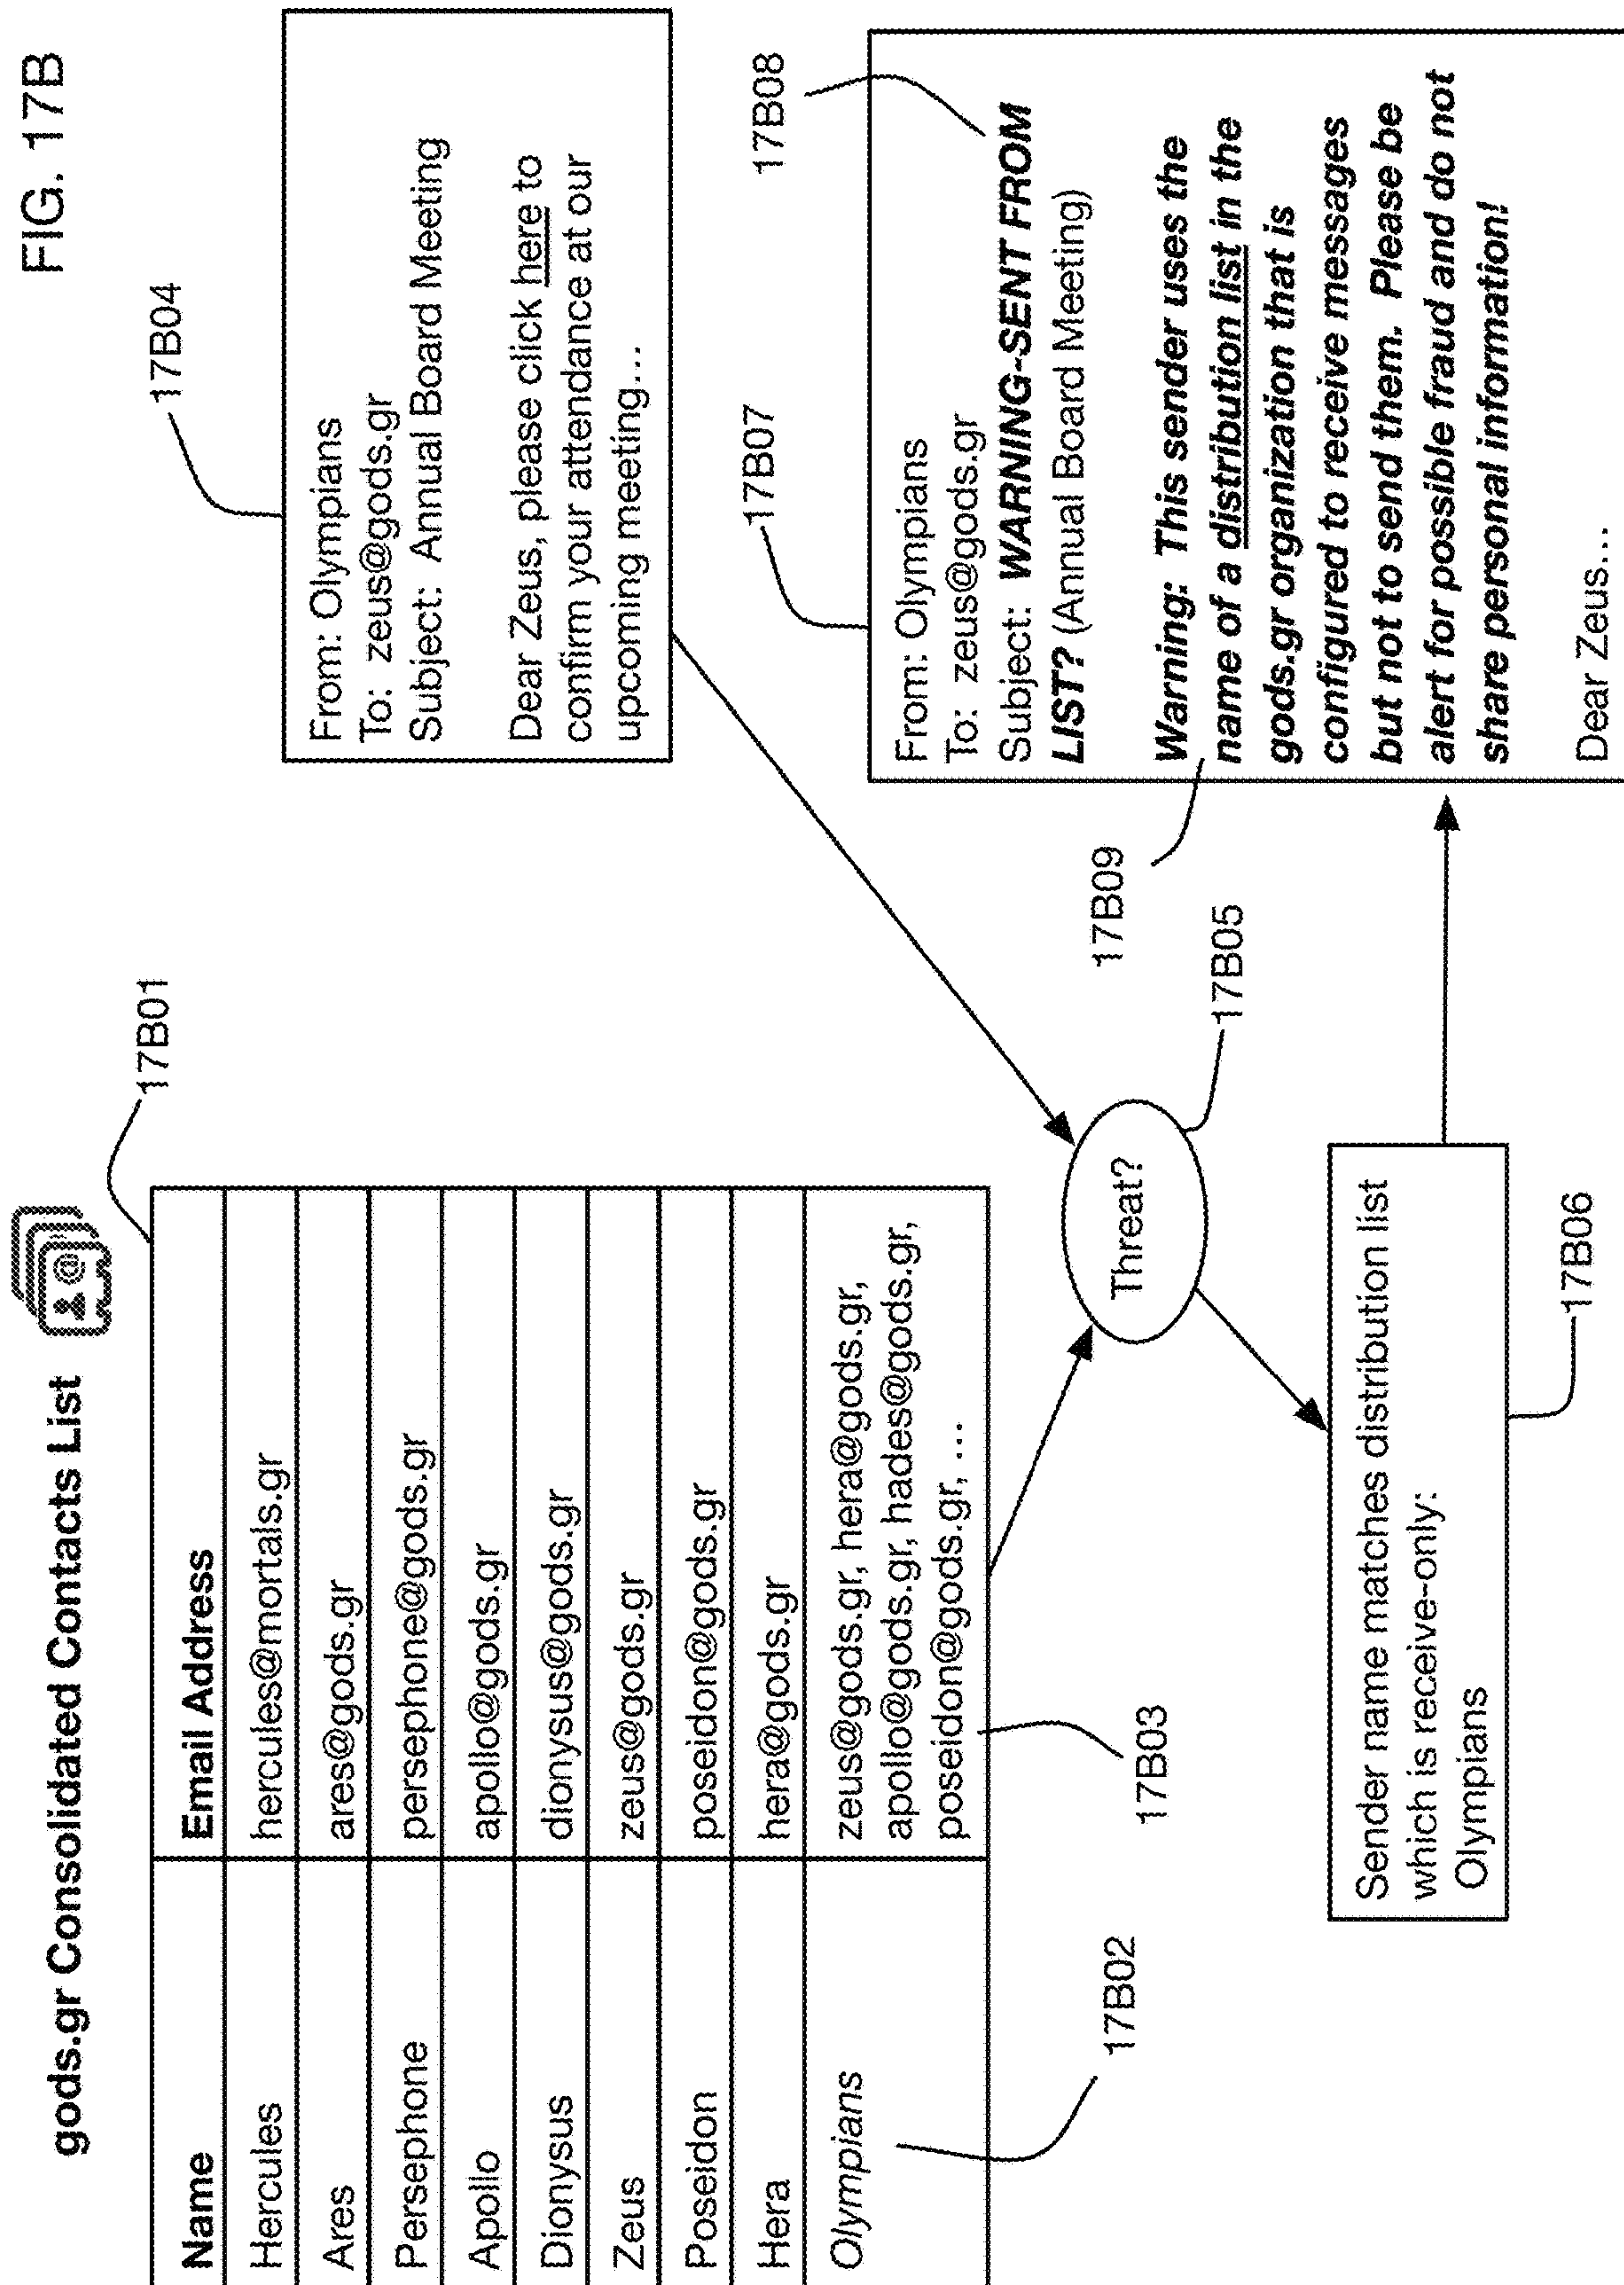 FIG. 17B
gods.gr Consolidated Contacts List
@
17B01
Name Email Address
Hercules hercules@mortals.gr
Ares ares@gods.gr
Persephone persephone@gods.gr
Apollo apollo@gods.gr
Dionysus dionysus@gods.gr
Zeus zeus@gods.gr
Poseidon poseidon@gods.gr
Hera hera@gods.gr
Olympians zeus@gods.gr, hera@gods.gr,
apollo@gods.gr, hades@gods.gr,
poseidon@gods.gr, ...
17B02
17B03
17B04
From: Olympians
To: zeus@gods.gr
Subject: Annual Board Meeting
Dear Zeus, please click here to
confirm your attendance at our
upcoming meeting...
Threat?
17B05
Sender name matches distribution list
which is receive-only:
Olympians
17B06
17B07
17B08
From: Olympians
To: zeus@gods.gr
Subject: WARNING-SENT FROM
LIST? (Annual Board Meeting)
17B09
Warning: This sender uses the
name of a distribution list in the
gods.gr organization that is
configured to receive messages
but not to send them. Please be
alert for possible fraud and do not
share personal information!
Dear Zeus...